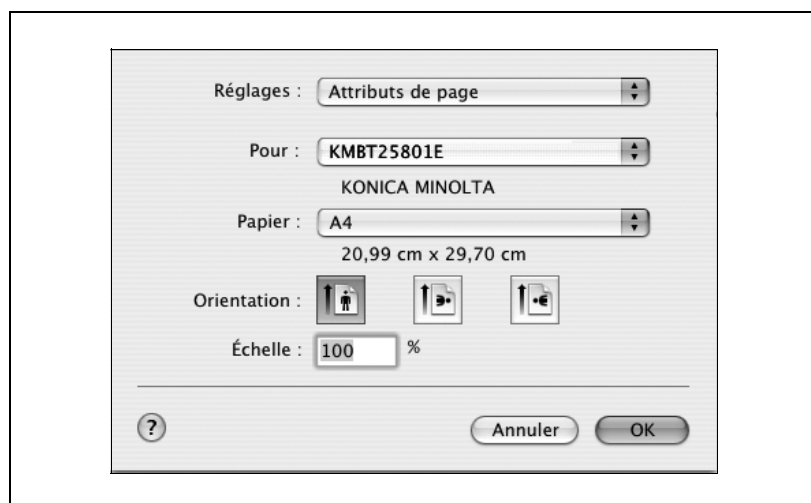 Réglages : Attributs de page
Pour : KMBT25801E
KONICA MINOLTA
Papier : A4
20,99 cm x 29,70 cm
Orientation :
Échelle : 100 %
? Annuler OK